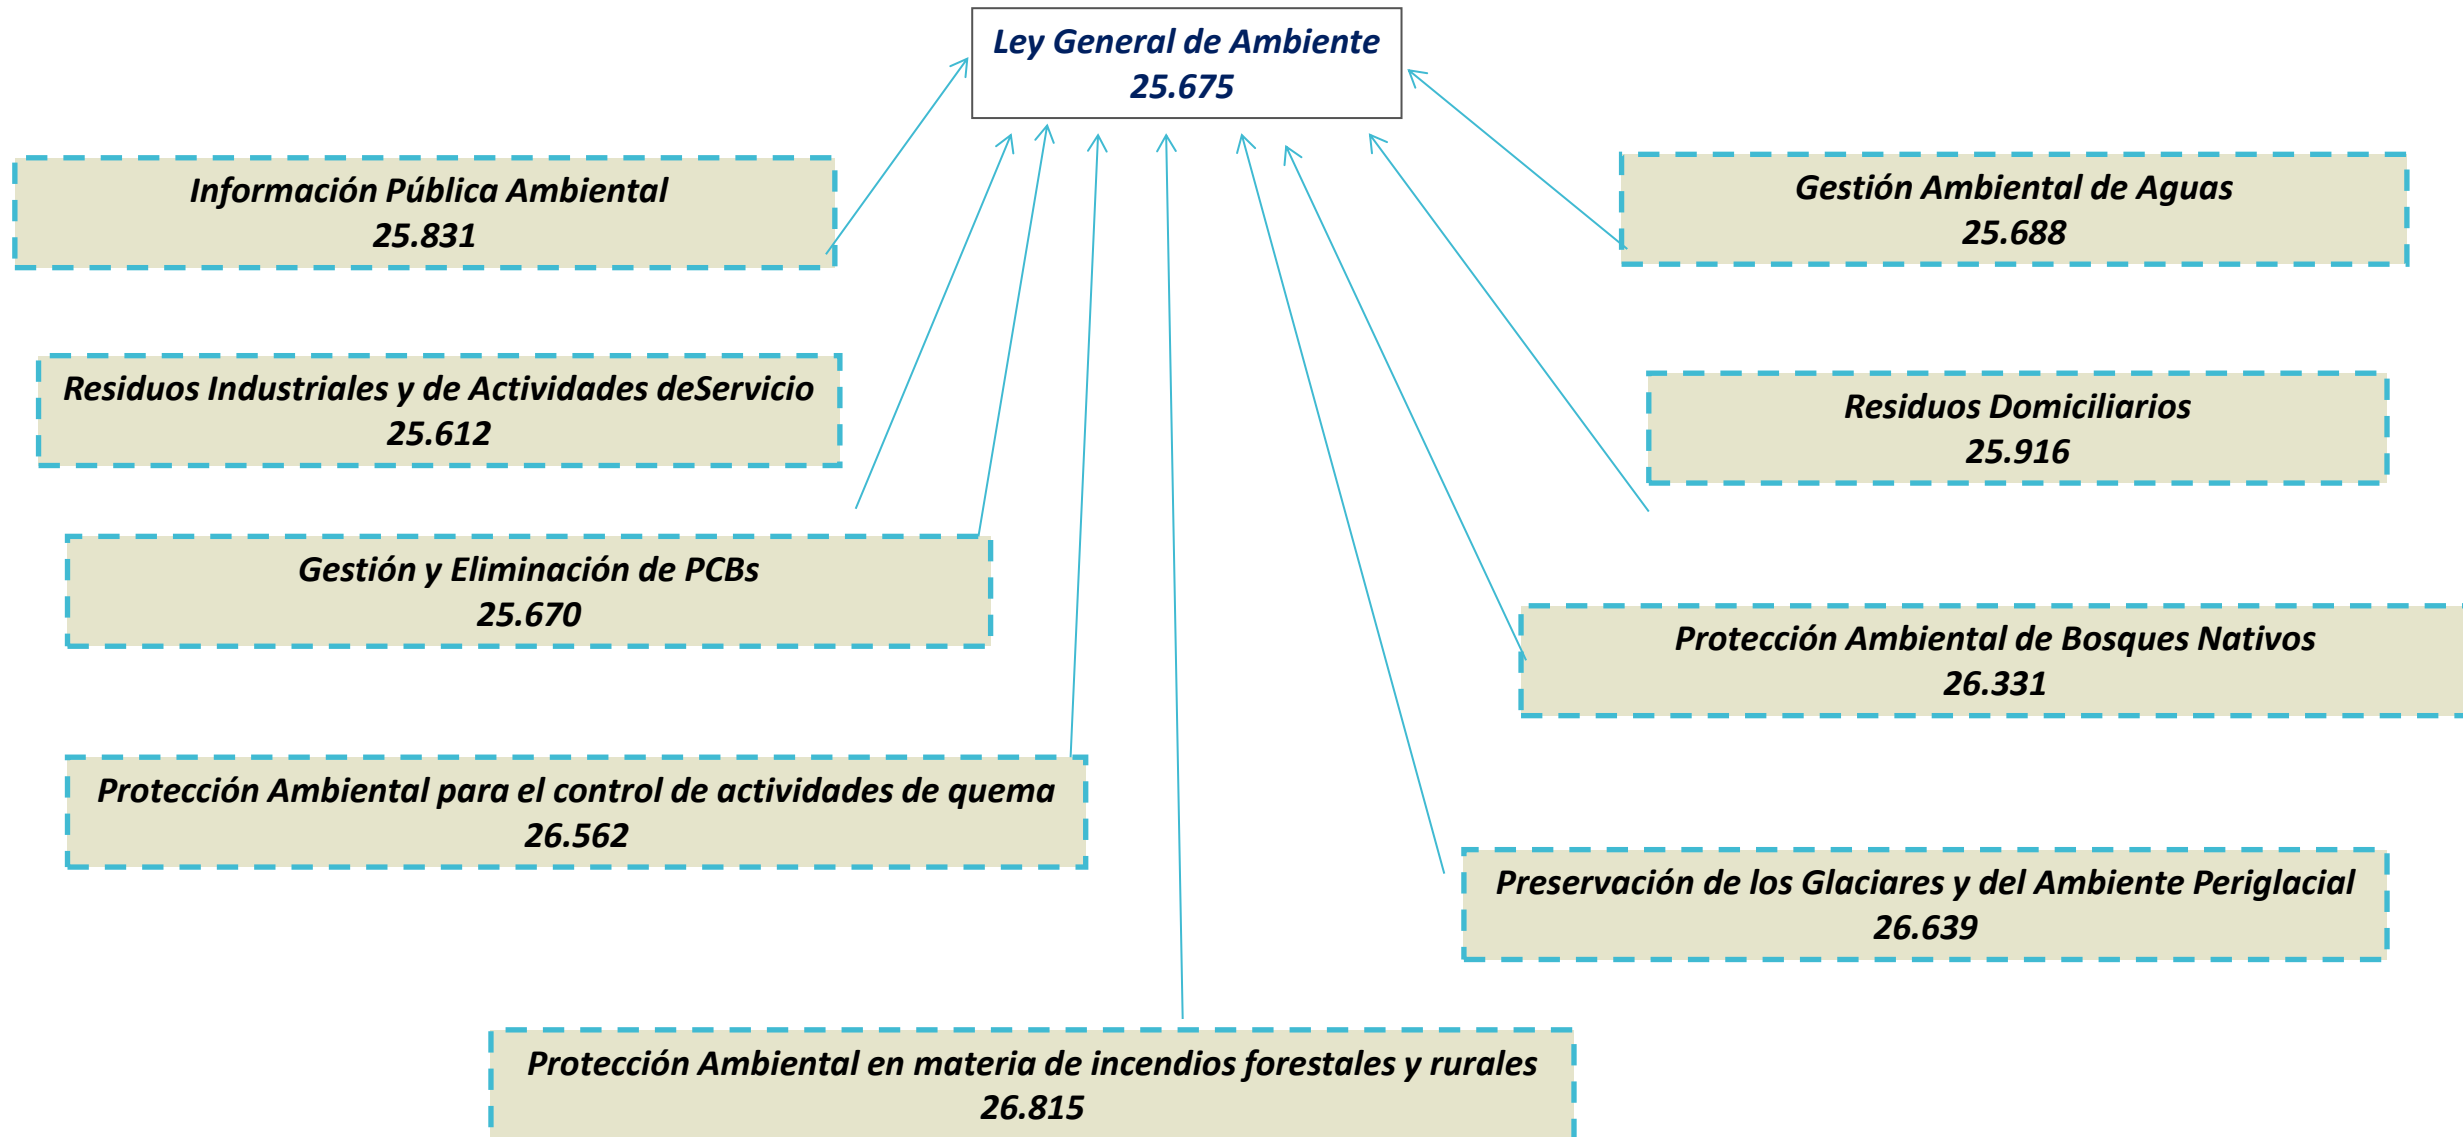 Ley General de Ambiente
25.675
Información Pública Ambiental
25.831
Gestión Ambiental de Aguas
25.688
Residuos Industriales y de Actividades deServicio
25.612
Residuos Domiciliarios
25.916
Gestión y Eliminación de PCBs
25.670
Protección Ambiental de Bosques Nativos
26.331
Protección Ambiental para el control de actividades de quema
26.562
Preservación de los Glaciares y del Ambiente Periglacial
26.639
Protección Ambiental en materia de incendios forestales y rurales
26.815